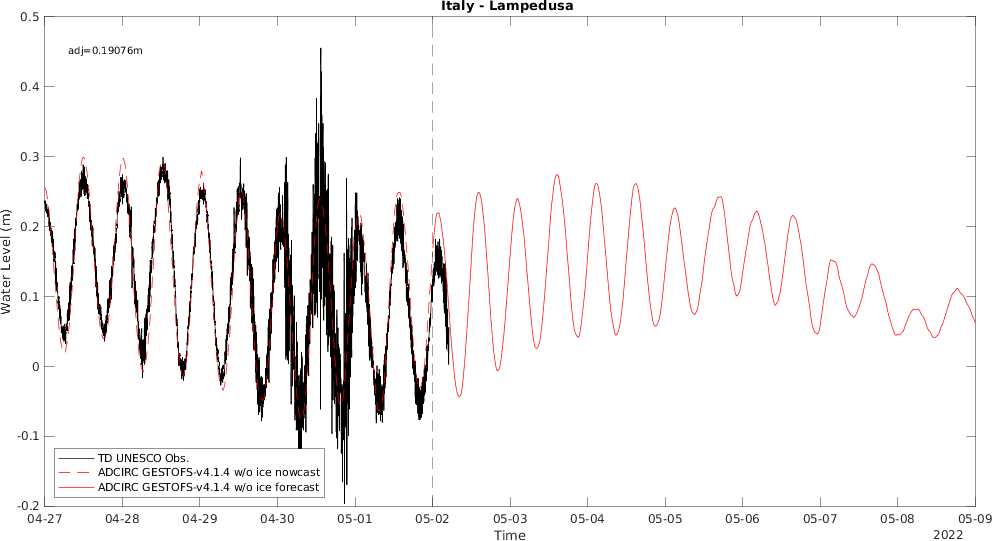 Italy - Lampedusa
adj=0.19076m
Water Level (m)
0.5
0.4
0.3
0.2
0.1
0
-0.1
-0.2
TD UNESCO Obs.
ADCIRC GESTOFS-v4.1.4 w/o ice nowcast
ADCIRC GESTOFS-v4.1.4 w/o ice forecast
04-27 04-28 04-29 04-30 05-01 05-02 05-03 05-04 05-05 05-06 05-07 05-08 05-09
Time
2022